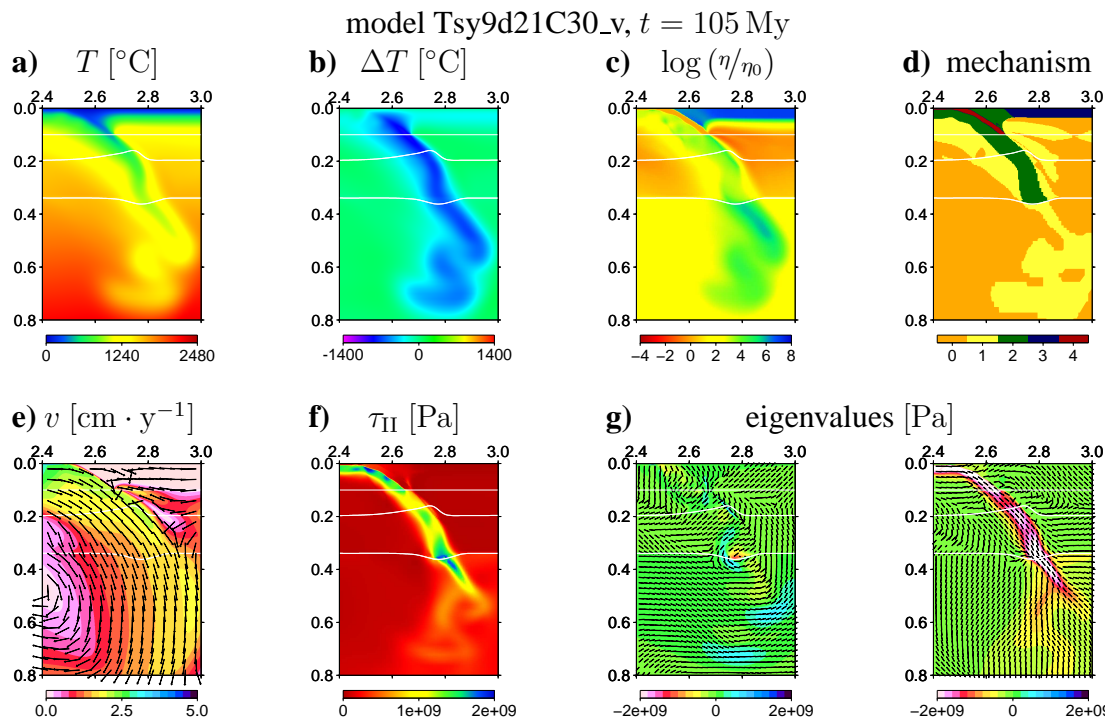 model Tsy9d21C30_v, t = 105 My
a) T [°C]
b) ΔT [°C]
c) log (η/η0)
d) mechanism
2.4 2.6 2.8 3.0
2.4 2.6 2.8 3.0
2.4 2.6 2.8 3.0
2.4 2.6 2.8 3.0
0.0 0.0 0.0 0.0
0.2 0.2 0.2 0.2
0.4 0.4 0.4 0.4
0.6 0.6 0.6 0.6
0.8 0.8 0.8 0.8
0 1240 2480
-1400 0 1400
−4 −2 0 2 4 6 8
0 1 2 3 4
e) v [cm · y−1]
f) τII [Pa]
g) eigenvalues [Pa]
2.4 2.6 2.8 3.0
2.4 2.6 2.8 3.0
2.4 2.6 2.8 3.0
2.4 2.6 2.8 3.0
0.0 0.0 0.0 0.0
0.2 0.2 0.2 0.2
0.4 0.4 0.4 0.4
0.6 0.6 0.6 0.6
0.8 0.8 0.8 0.8
0.0 2.5 5.0
0 1e+09 2e+09
−2e+09 0 2e+09
−2e+09 0 2e+09